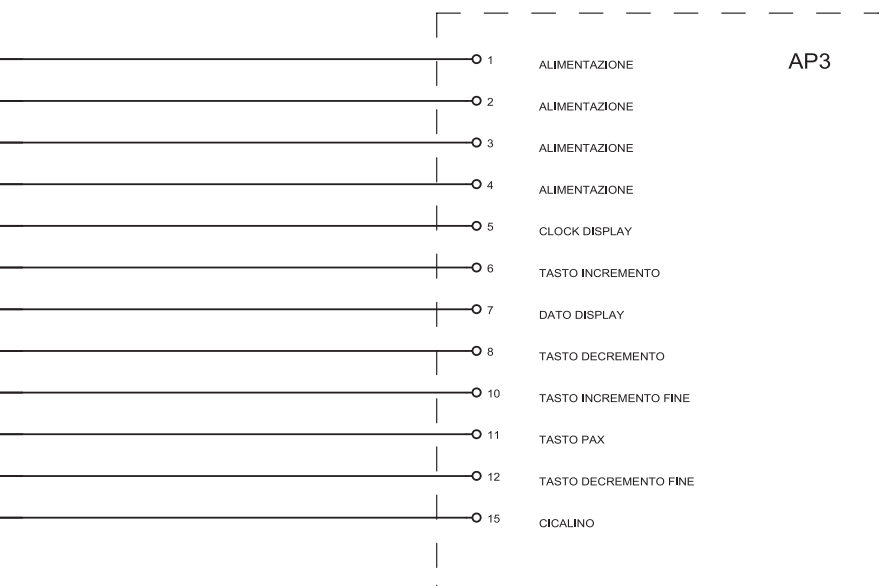 AP3
1 ALIMENTAZIONE
2 ALIMENTAZIONE
3 ALIMENTAZIONE
4 ALIMENTAZIONE
5 CLOCK DISPLAY
6 TASTO INCREMENTO
7 DATO DISPLAY
8 TASTO DECREMENTO
10 TASTO INCREMENTO FINE
11 TASTO PAX
12 TASTO DECREMENTO FINE
15 CICALINO